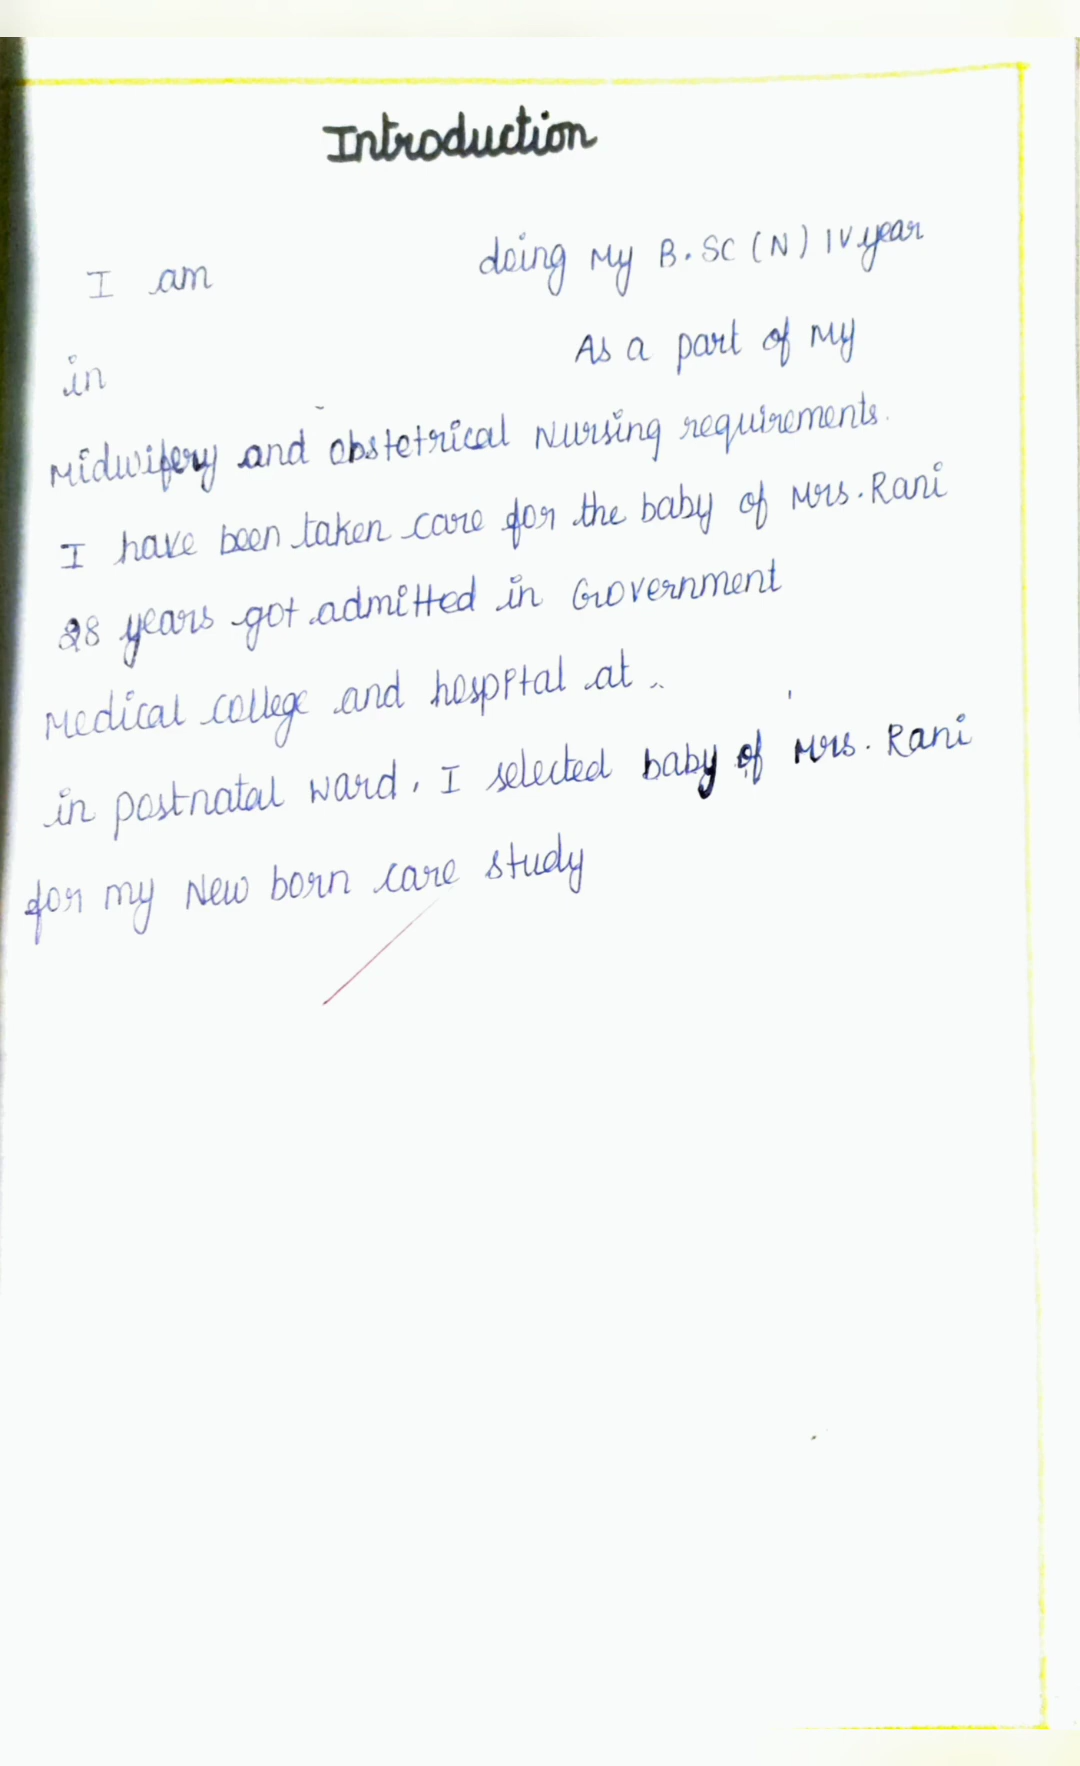 Introduction
I am doing My B.SC (N) IV year
in As a part of My
Midwifery and obstetrical Nursing requirements.
I have been taken care for the baby of Mrs. Rani
28 years got admitted in Government
Medical college and hospital at
in postnatal ward, I selected baby of Mrs. Rani
for my New born care study